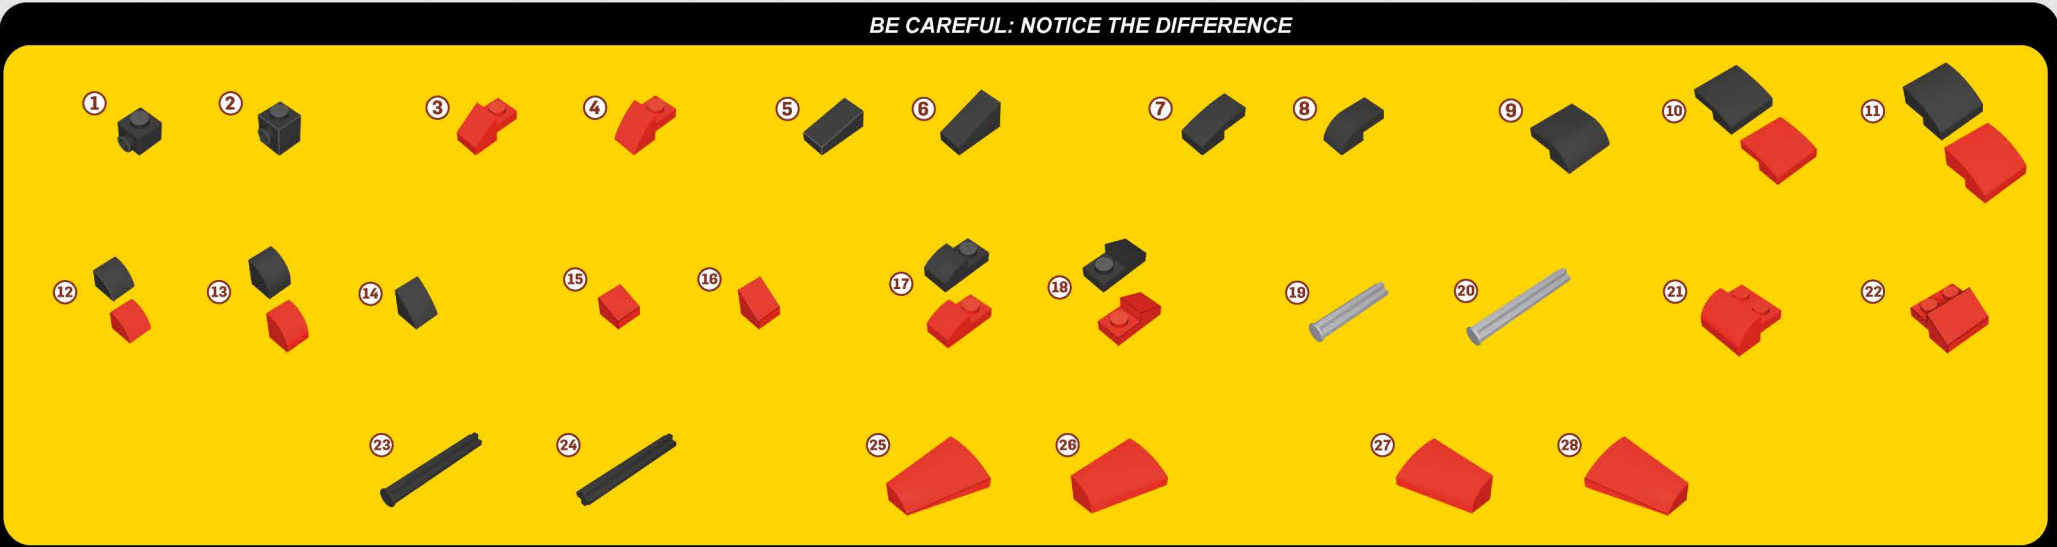 BE CAREFUL: NOTICE THE DIFFERENCE
1 2 3 4 5 6 7 8 9 10 11
12 13 14 15 16 17 18 19 20 21 22
23 24 25 26 27 28